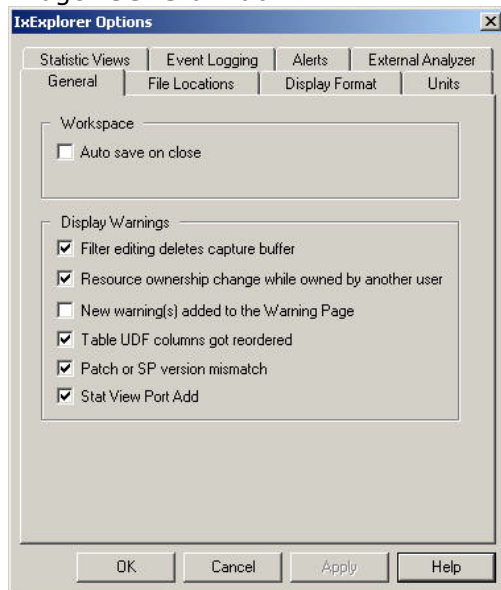 IxExplorer Options
Statistic Views Event Logging Alerts External Analyzer
General File Locations Display Format Units
Workspace
Auto save on close
Display Warnings
Filter editing deletes capture buffer
Resource ownership change while owned by another user
New warning(s) added to the Warning Page
Table UDF columns got reordered
Patch or SP version mismatch
Stat View Port Add
OK Cancel Apply Help